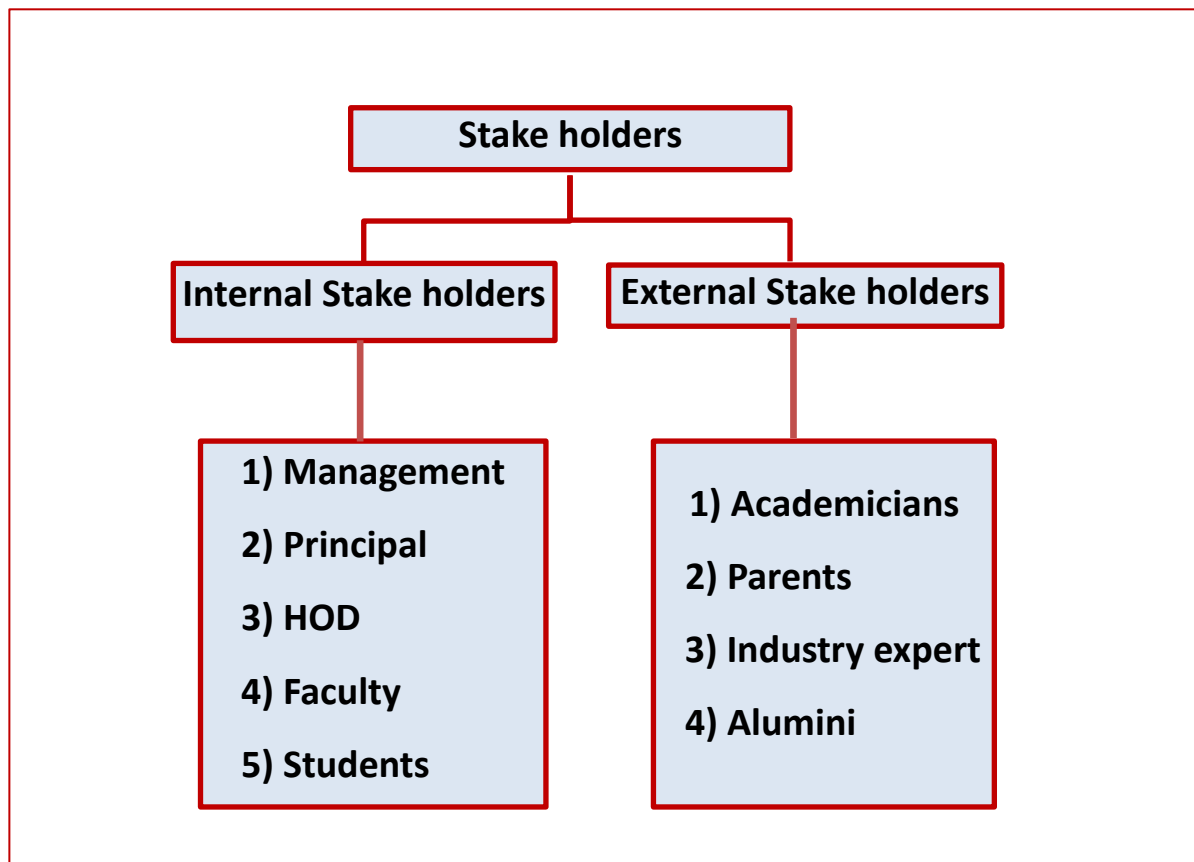 Stake holders
Internal Stake holders
External Stake holders
1) Management
2) Principal
3) HOD
4) Faculty
5) Students
1) Academicians
2) Parents
3) Industry expert
4) Alumini